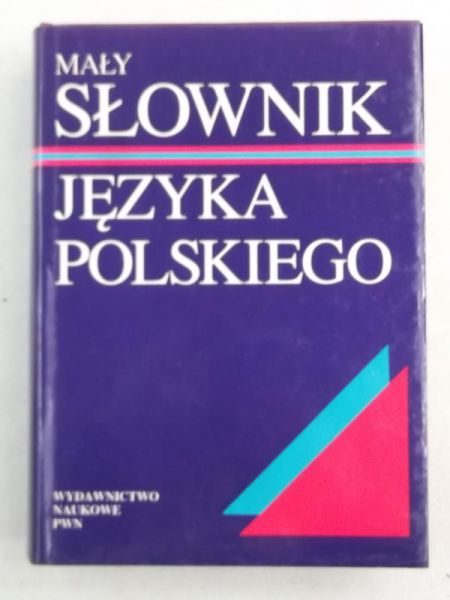 MAŁY
SŁOWNIK
JĘZYKA
POLSKIEGO
WYDAWNICTWO
NAUKOWE
PWN